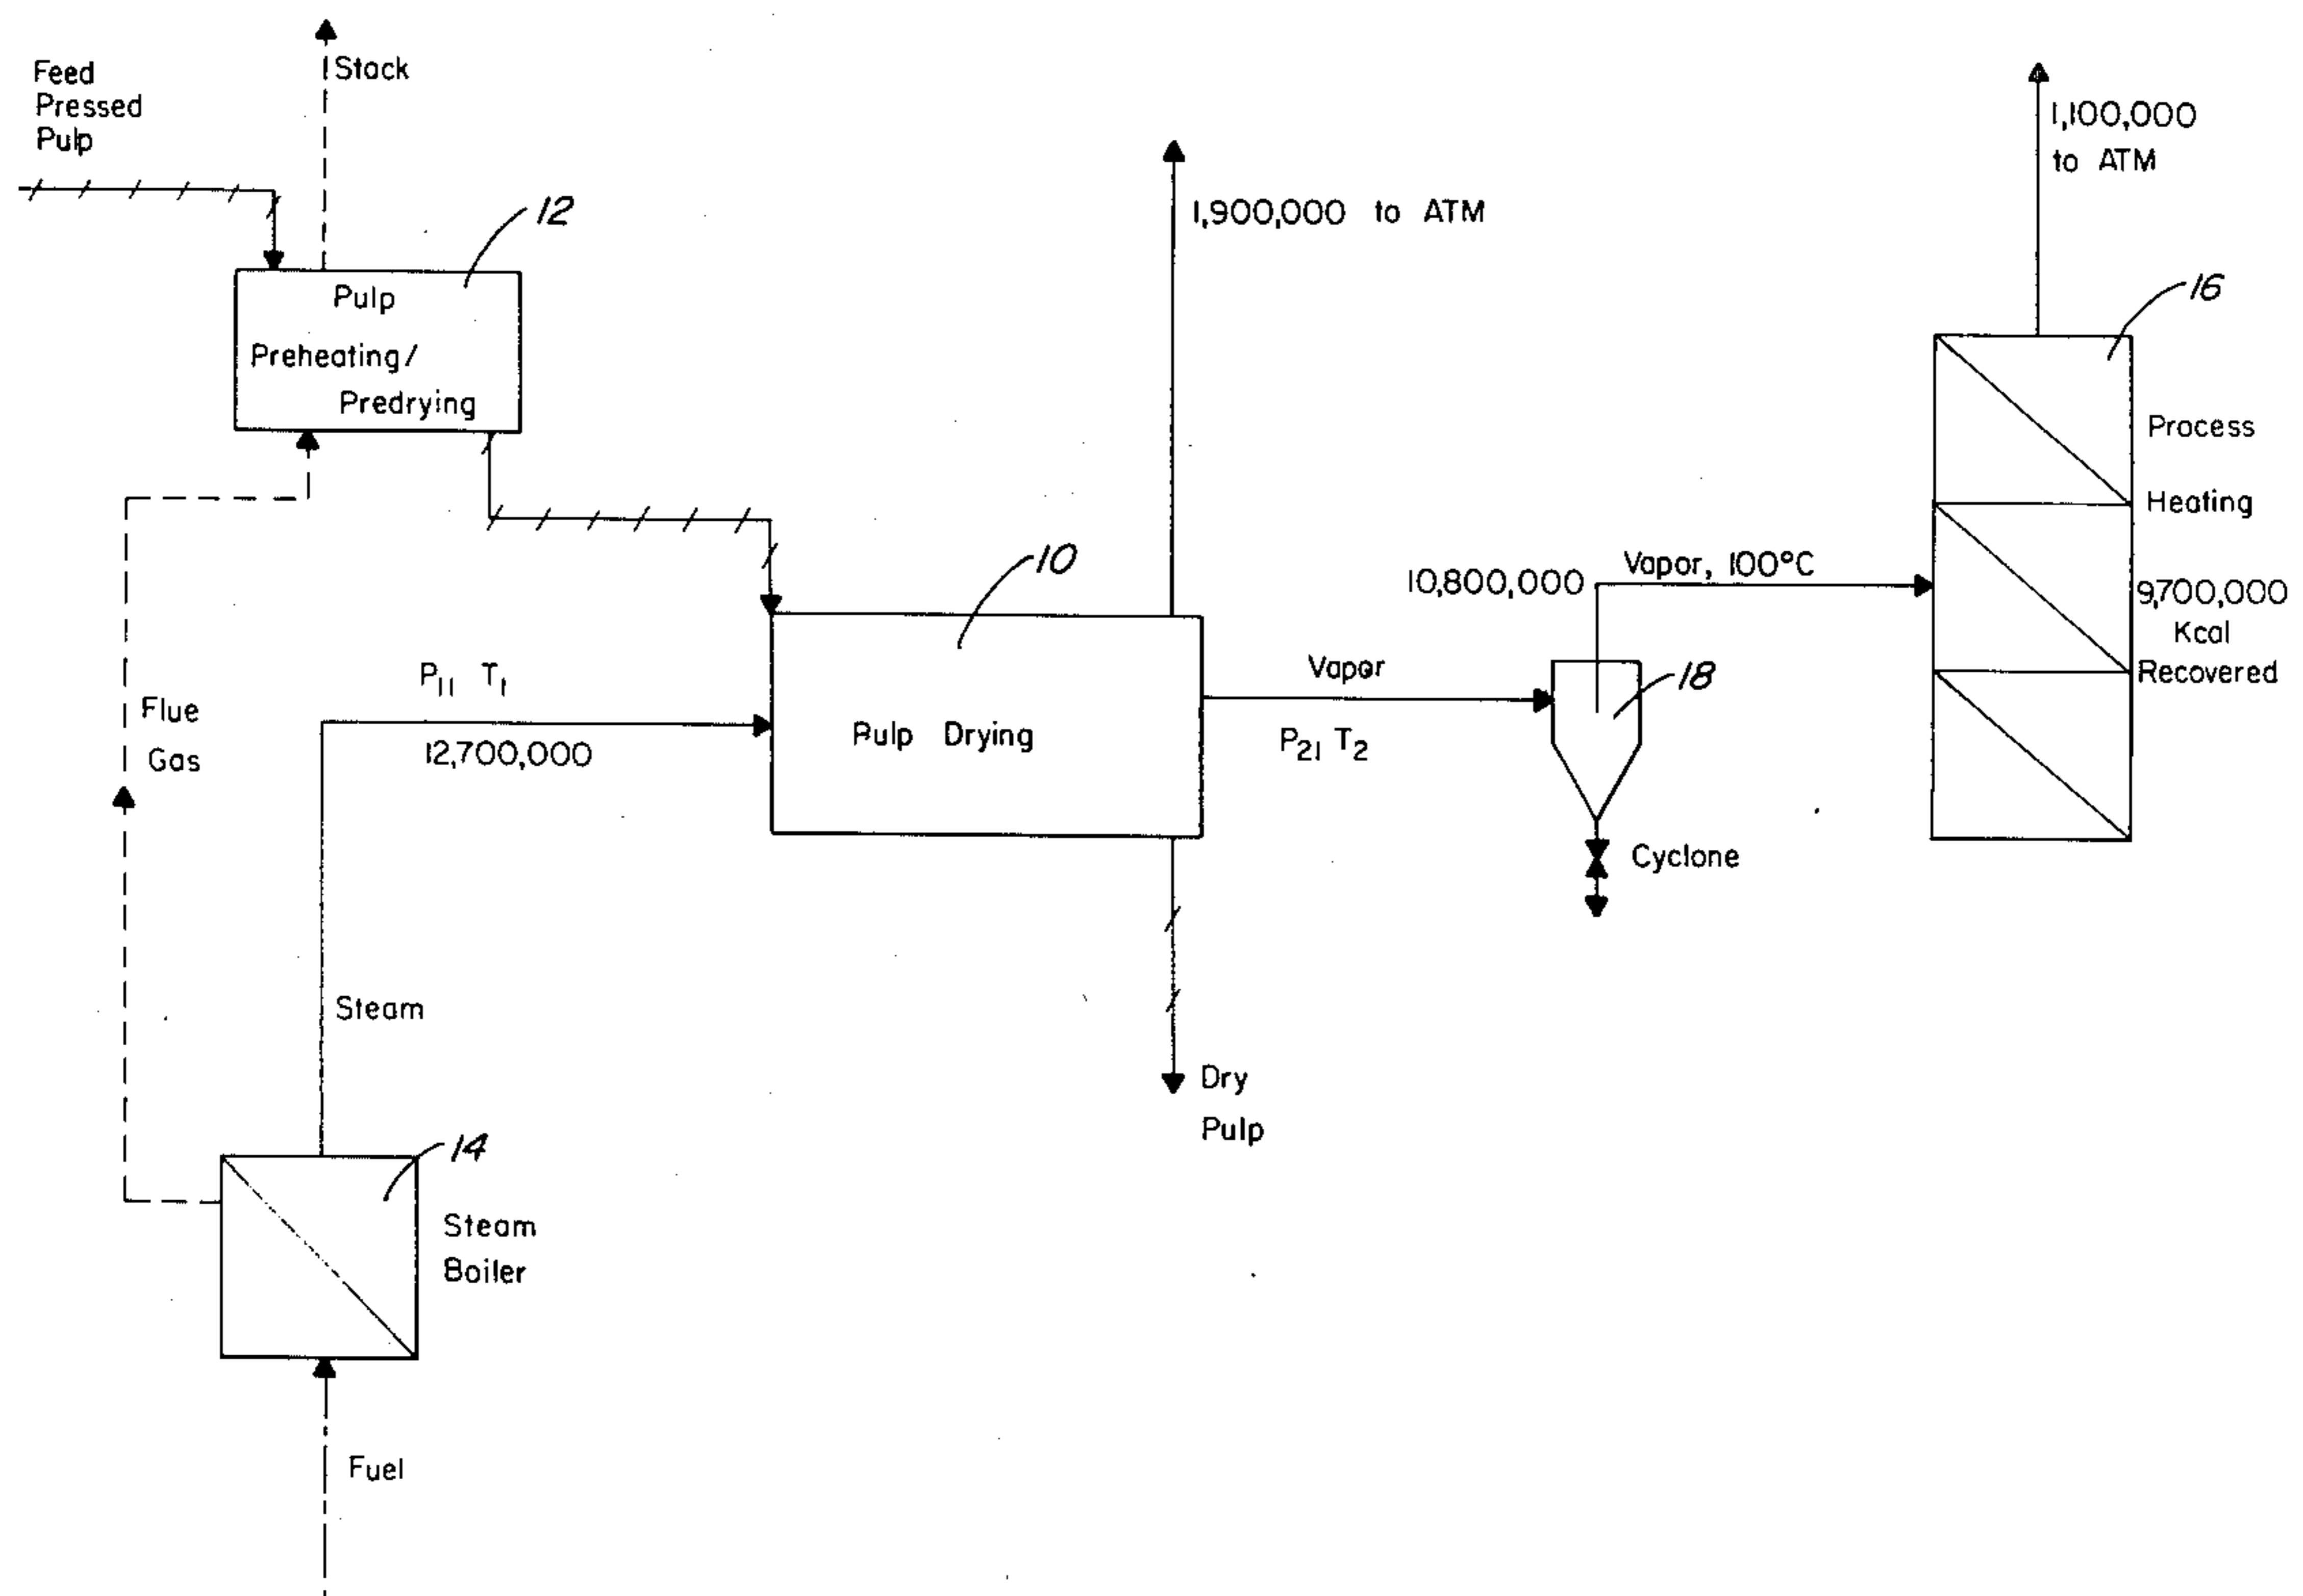 Feed
Pressed
Pulp
Stack
12
Pulp
Preheating/
Predrying
1,900,000 to ATM
1,100,000
to ATM
16
Process
Heating
9,700,000
Kcal
Recovered
10
Pulp Drying
10,800,000
Vapor, 100°C
Vapor
P21 T2
18
Cyclone
P11 T1
12,700,000
Flue
Gas
Steam
Dry
Pulp
14
Steam
Boiler
Fuel